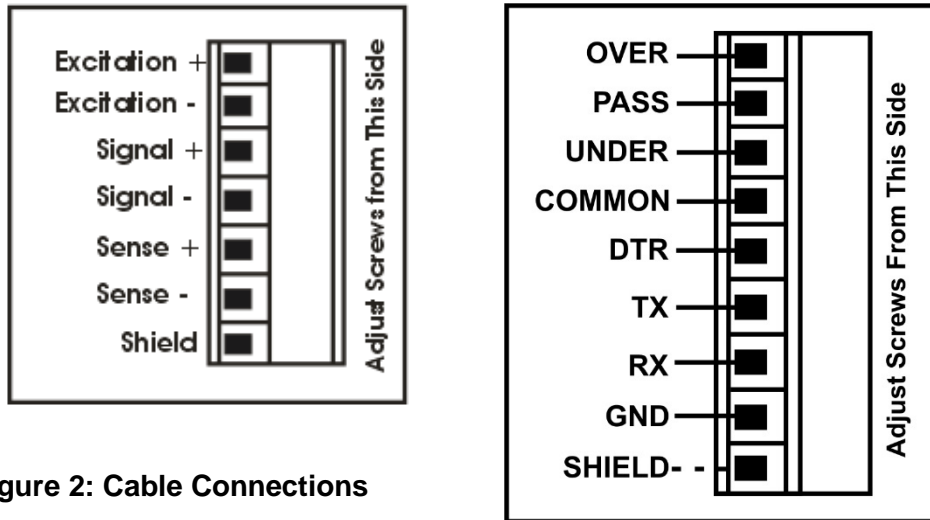 Excitation +
Excitation -
Signal +
Signal -
Sense +
Sense -
Shield
Adjust Screws from This Side
OVER
PASS
UNDER
COMMON
DTR
TX
RX
GND
SHIELD- -
Adjust Screws From This Side
gure 2: Cable Connections